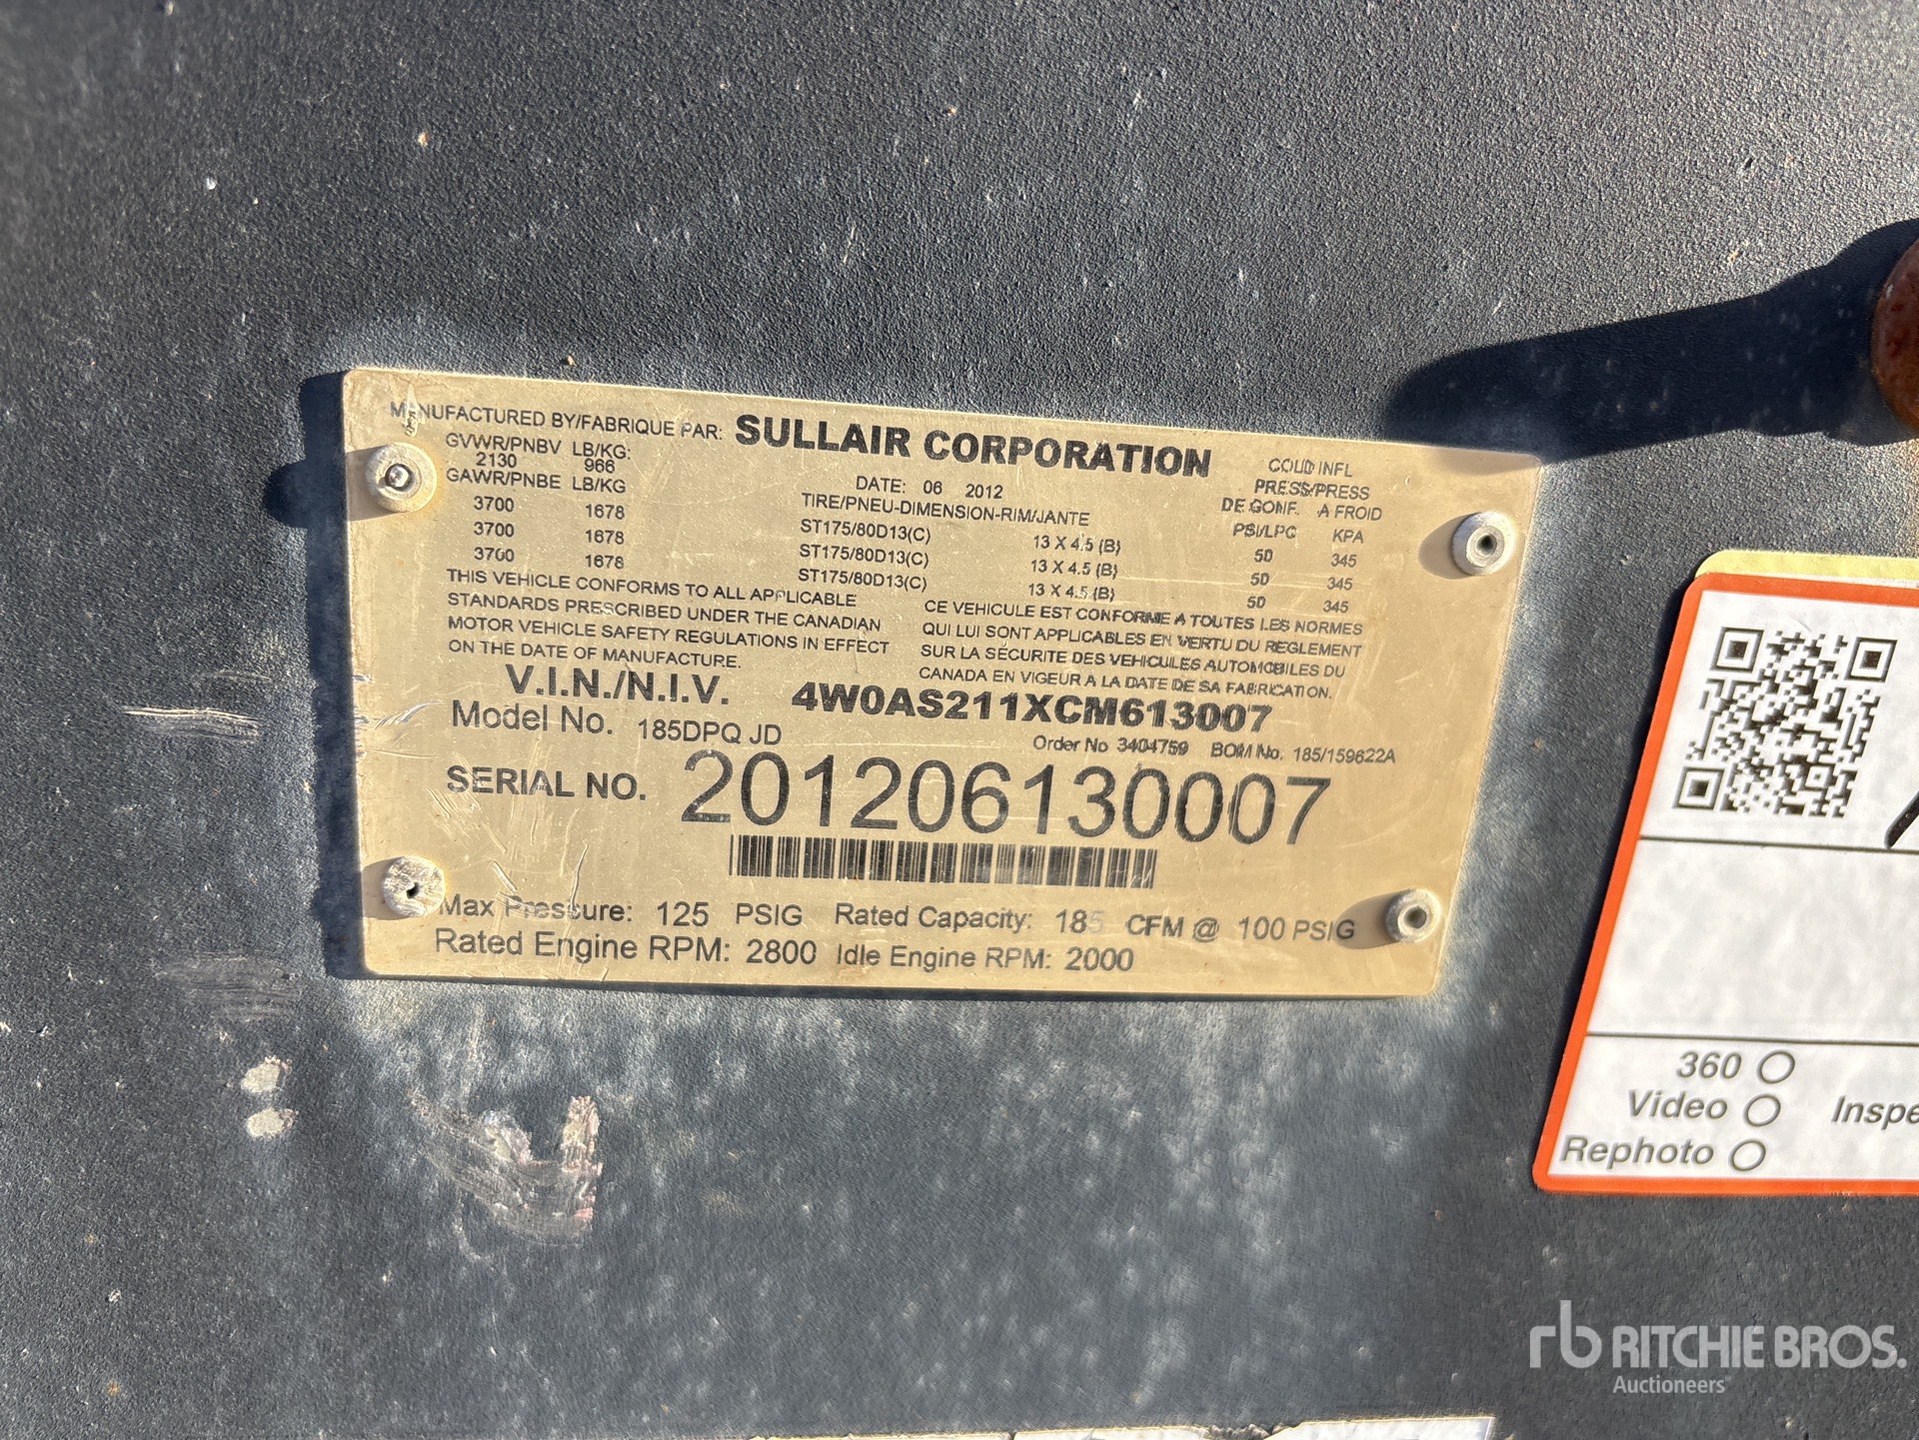 MANUFACTURED BY/FABRIQUE PAR: SULLAIR CORPORATION
GVWR/PNBV LB/KG:
2130 966
GAWR/PNBE LB/KG
DATE: 06 2012
TIRE/PNEU-DIMENSION-RIM/JANTE
COLD INFL
PRESS/PRESS
DE GONF. A FROID
PSI/LPC KPA
3700 1678 ST175/80D13(C) 13 X 4.5 (B) 50 345
3700 1678 ST175/80D13(C) 13 X 4.5 (B) 50 345
3700 1678 ST175/80D13(C) 13 X 4.5 (B) 50 345
THIS VEHICLE CONFORMS TO ALL APPLICABLE
STANDARDS PRESCRIBED UNDER THE CANADIAN
MOTOR VEHICLE SAFETY REGULATIONS IN EFFECT
ON THE DATE OF MANUFACTURE.
CE VEHICULE EST CONFORME A TOUTES LES NORMES
QUI LUI SONT APPLICABLES EN VERTU DU REGLEMENT
SUR LA SÉCURITE DES VEHICULES AUTOMOBILES DU
CANADA EN VIGEUR A LA DATE DE SA FABRICATION.
V.I.N./N.I.V. 4W0AS211XCM613007
Model No. 185DPQ JD
Order No 3404759 BOM No. 185/159622A
SERIAL NO. 201206130007
Max Pressure: 125 PSIG Rated Capacity: 185 CFM @ 100 PSIG
Rated Engine RPM: 2800 Idle Engine RPM: 2000
360
Video
Rephoto
Inspe
rb RITCHIE BROS.
Auctioneers